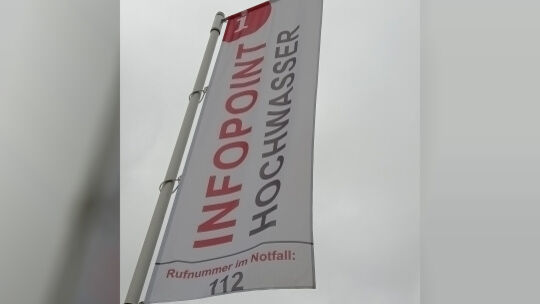 i
INFOPOINT
HOCHWASSER
Rufnummer im Notfall:
112